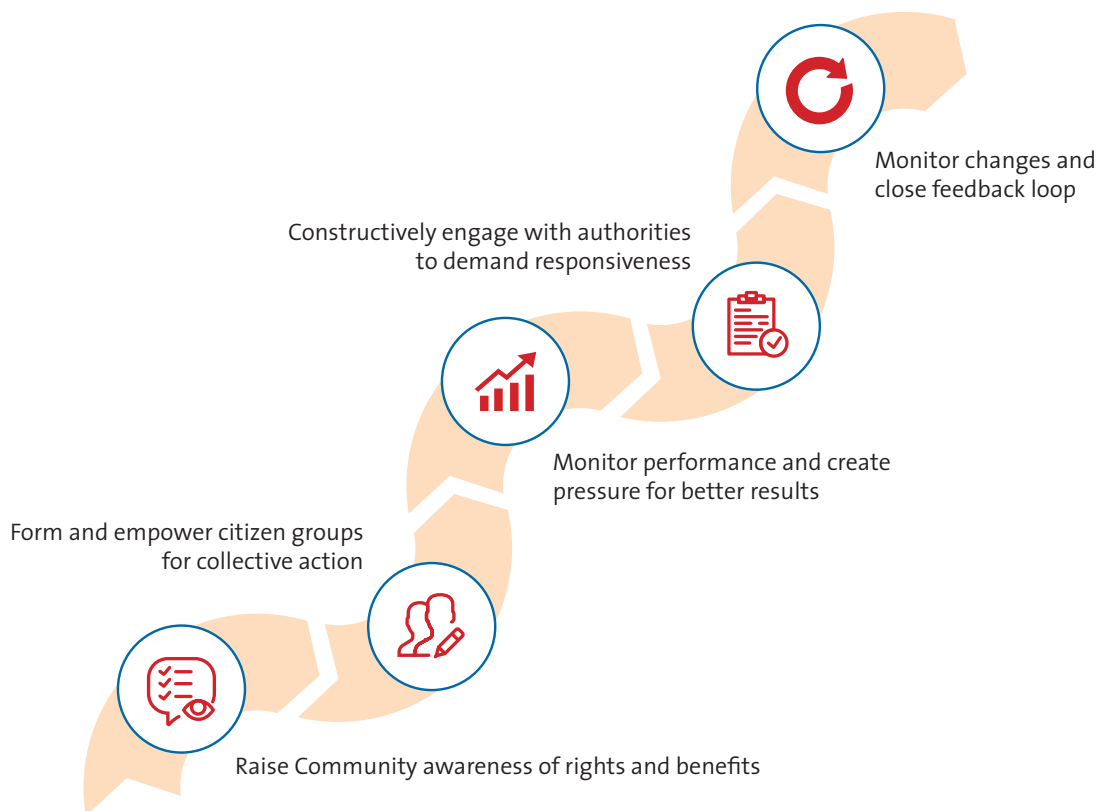 Monitor changes and
close feedback loop
Constructively engage with authorities
to demand responsiveness
Monitor performance and create
pressure for better results
Form and empower citizen groups
for collective action
Raise Community awareness of rights and benefits